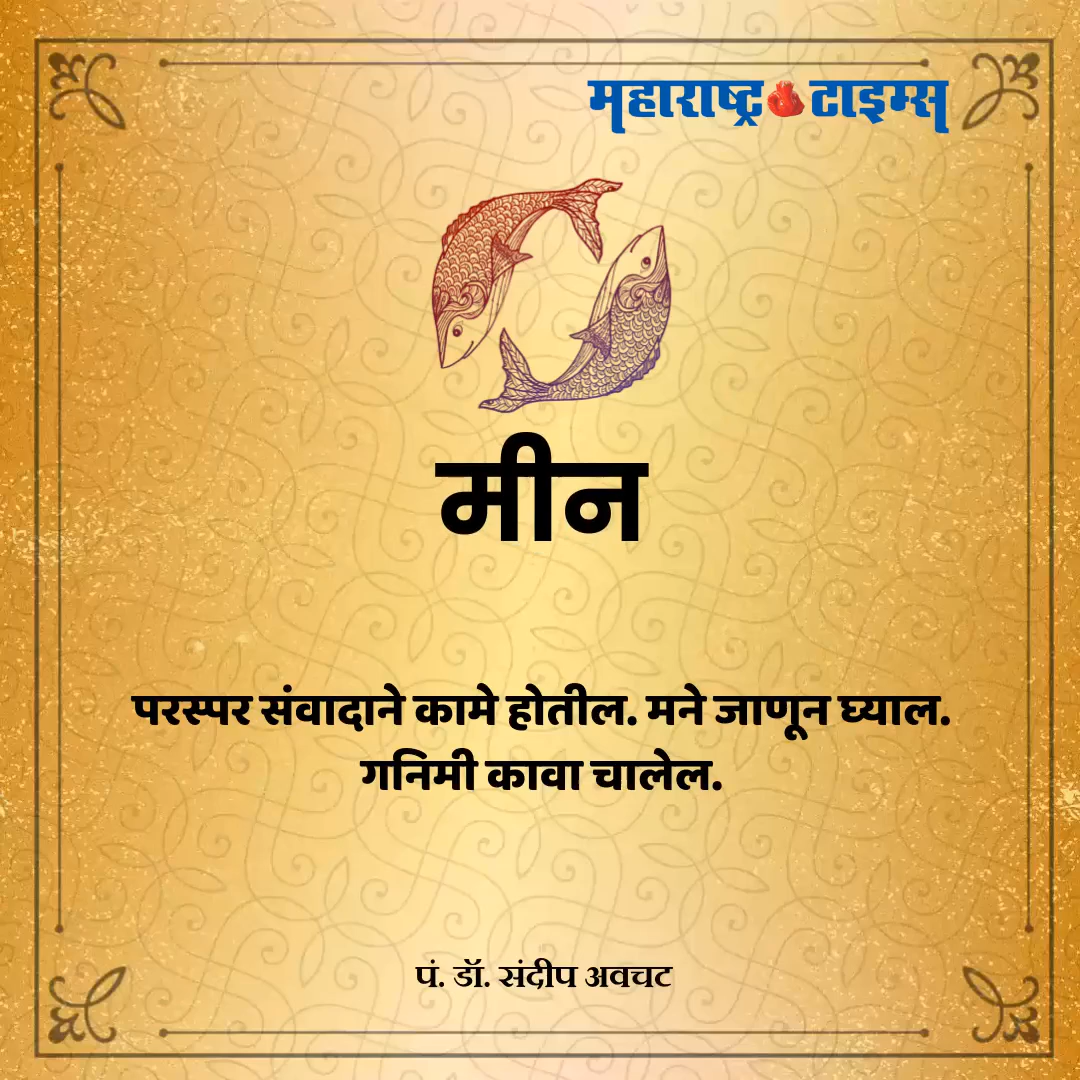 महाराष्ट्र टाइम्स
मीन
परस्पर संवादाने कामे होतील. मने जाणून घ्याल.
गनिमी कावा चालेल.
पं. डॉ. संदीप अवचट